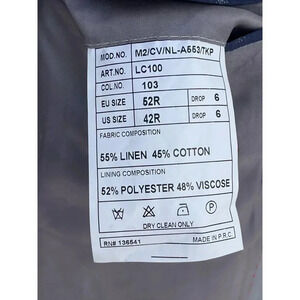 MOD.NO. M2/CV/NL-A553/TKP
ART.NO. LC100
COL.NO. 103
EU SIZE 52R DROP 6
US SIZE 42R DROP 6
FABRIC COMPOSITION
55% LINEN 45% COTTON
LINING COMPOSITION
52% POLYESTER 48% VISCOSE
P
DRY CLEAN ONLY
RN# 136541 MADE IN P.R.C.